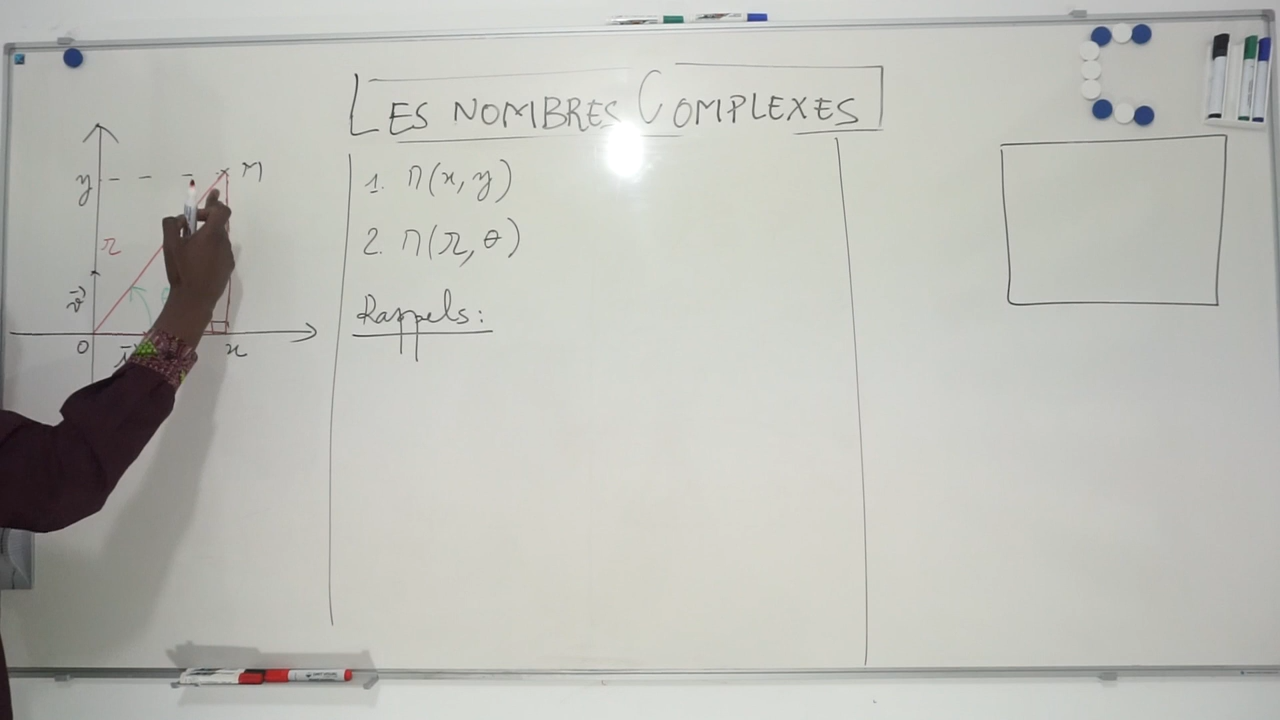 LES NOMBRES COMPLEXES
y
M
r
v⃗
O
x
1. M(x, y)
2. M(r, θ)
Rappels: